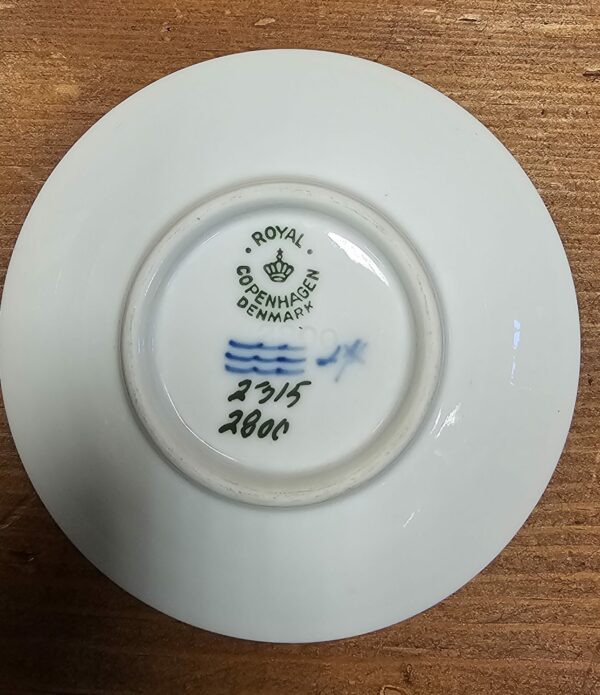 ROYAL
COPENHAGEN
DENMARK
2315
2800